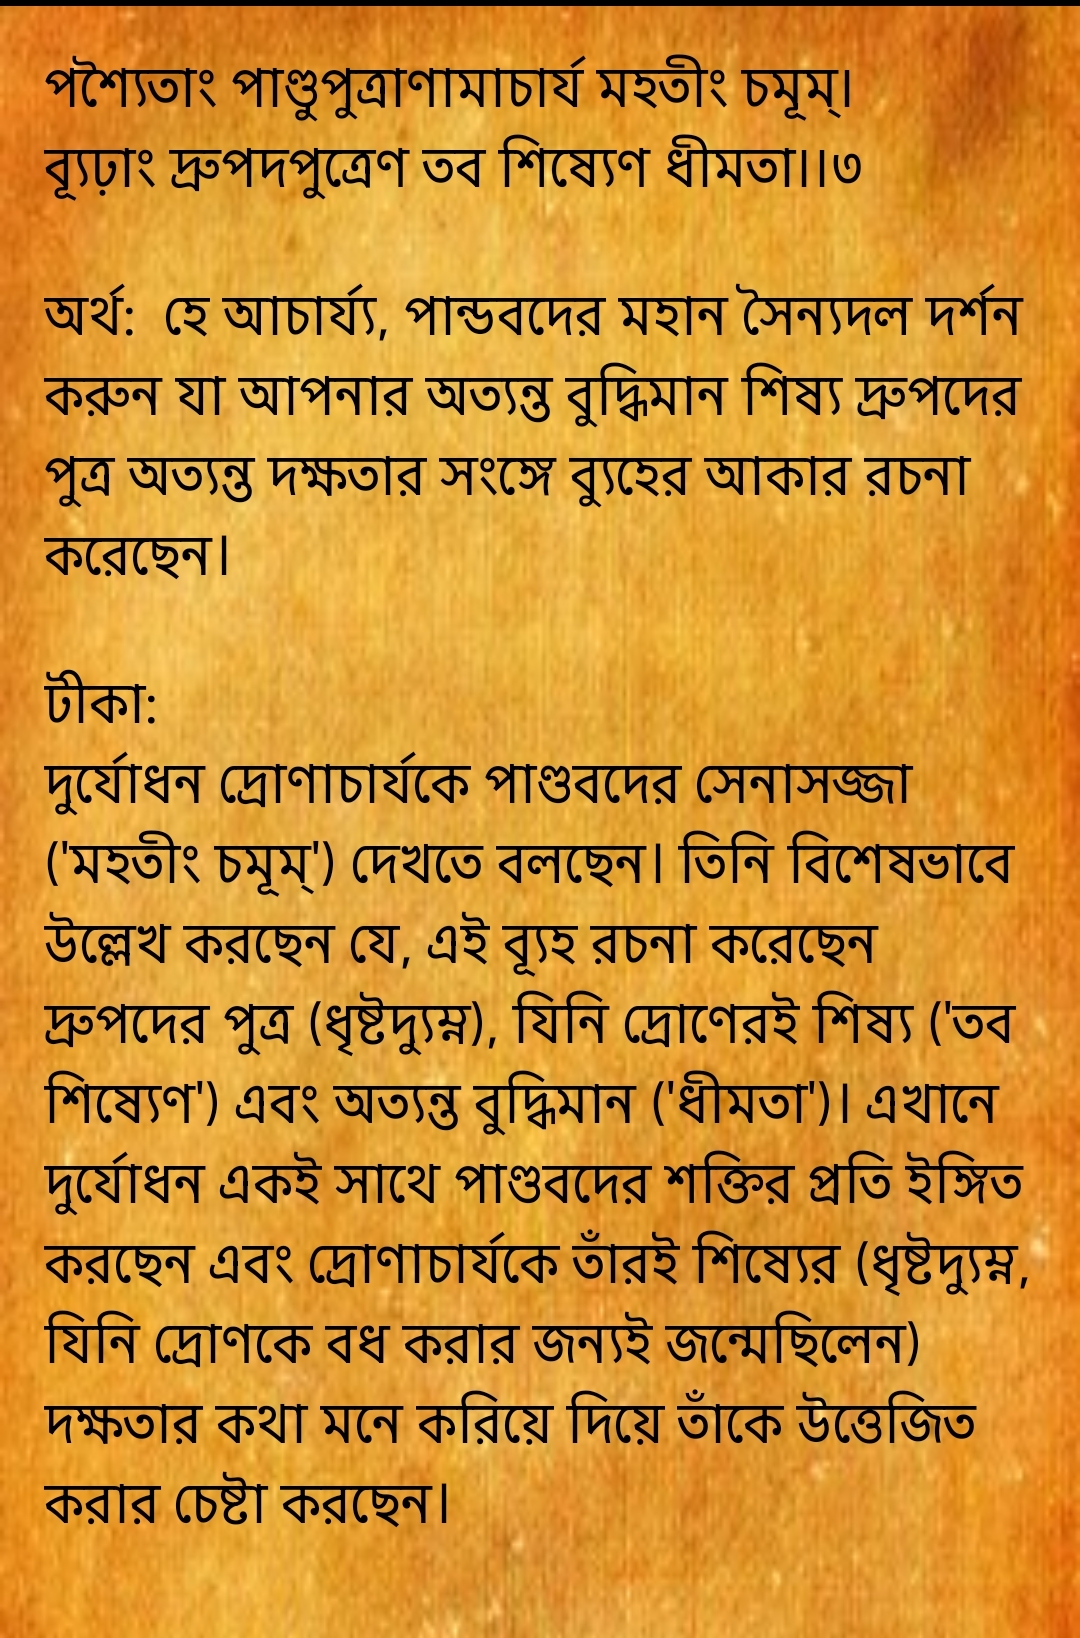 পশ্যৈতাং পাণ্ডুপুত্রাণামাচার্য মহতীং চমূম্।
ব্যূঢ়াং দ্রুপদপুত্রেণ তব শিষ্যেণ ধীমতা।।৩
অর্থ: হে আচার্য্য, পান্ডবদের মহান সৈন্যদল দর্শন
করুন যা আপনার অত্যন্ত বুদ্ধিমান শিষ্য দ্রুপদের
পুত্র অত্যন্ত দক্ষতার সংঙ্গে ব্যুহের আকার রচনা
করেছেন।
টীকা:
দুর্যোধন দ্রোণাচার্যকে পাণ্ডবদের সেনাসজ্জা
('মহতীং চমূম্') দেখতে বলছেন। তিনি বিশেষভাবে
উল্লেখ করছেন যে, এই ব্যূহ রচনা করেছেন
দ্রুপদের পুত্র (ধৃষ্টদ্যুম্ন), যিনি দ্রোণেরই শিষ্য ('তব
শিষ্যেণ') এবং অত্যন্ত বুদ্ধিমান ('ধীমতা')। এখানে
দুর্যোধন একই সাথে পাণ্ডবদের শক্তির প্রতি ইঙ্গিত
করছেন এবং দ্রোণাচার্যকে তাঁরই শিষ্যের (ধৃষ্টদ্যুম্ন,
যিনি দ্রোণকে বধ করার জন্যই জন্মেছিলেন)
দক্ষতার কথা মনে করিয়ে দিয়ে তাঁকে উত্তেজিত
করার চেষ্টা করছেন।